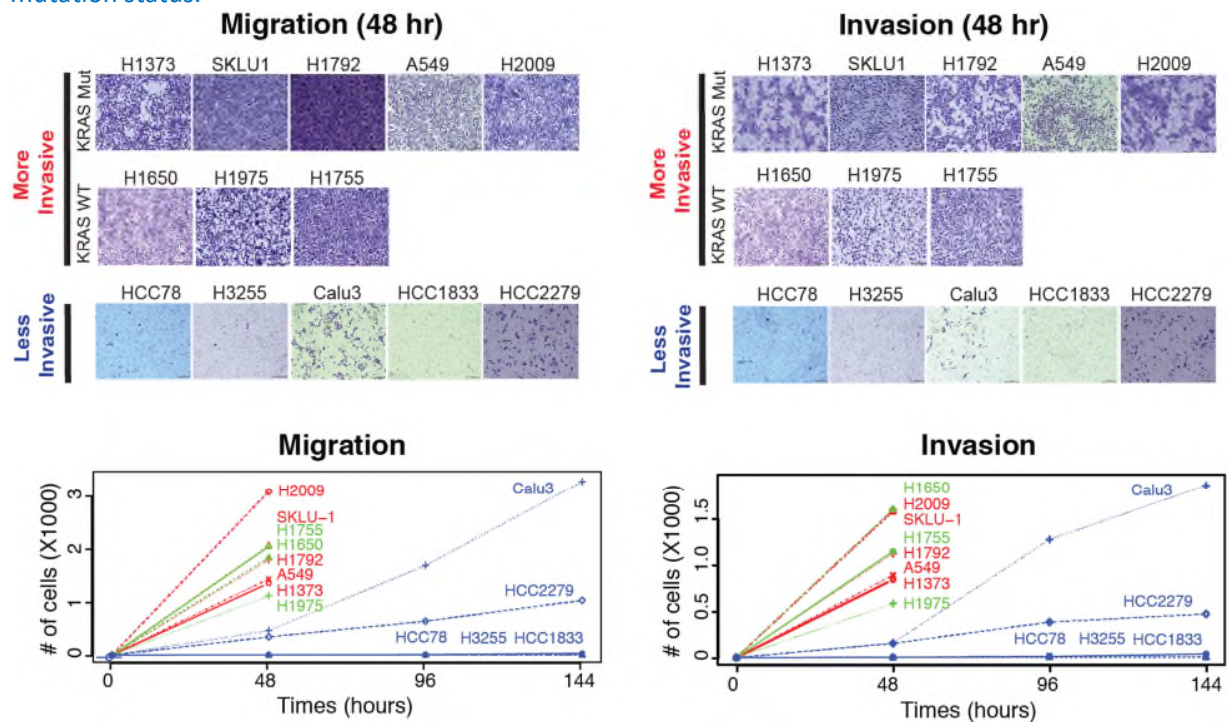 mutation status.
Migration (48 hr)
More Invasive
KRAS Mut
H1373 SKLU1 H1792 A549 H2009
KRAS WT
H1650 H1975 H1755
Less Invasive
HCC78 H3255 Calu3 HCC1833 HCC2279
Invasion (48 hr)
More Invasive
KRAS Mut
H1373 SKLU1 H1792 A549 H2009
KRAS WT
H1650 H1975 H1755
Less Invasive
HCC78 H3255 Calu3 HCC1833 HCC2279
Migration
# of cells (X1000)
3
2
1
0
H2009
SKLU-1
H1755
H1650
H1792
A549
H1373
H1975
Calu3
HCC2279
HCC78 H3255 HCC1833
0 48 96 144
Times (hours)
Invasion
# of cells (X1000)
1.5
1.0
0.5
0.0
H1650
H2009
SKLU-1
H1755
H1792
A549
H1373
H1975
Calu3
HCC2279
HCC78 H3255 HCC1833
0 48 96 144
Times (hours)